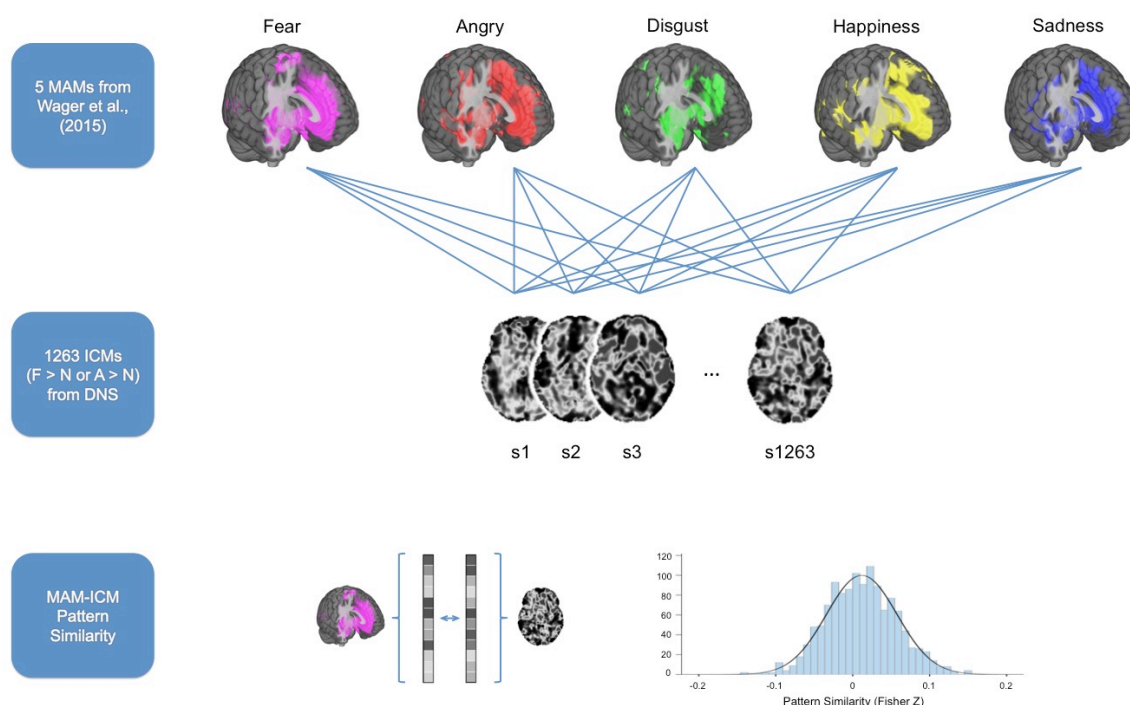 Fear Angry Disgust Happiness Sadness
5 MAMs from
Wager et al.,
(2015)
1263 ICMs
(F > N or A > N)
from DNS
...
s1 s2 s3 s1263
MAM-ICM
Pattern
Similarity
120
100
80
60
40
20
0
-0.2 -0.1 0 0.1 0.2
Pattern Similarity (Fisher Z)